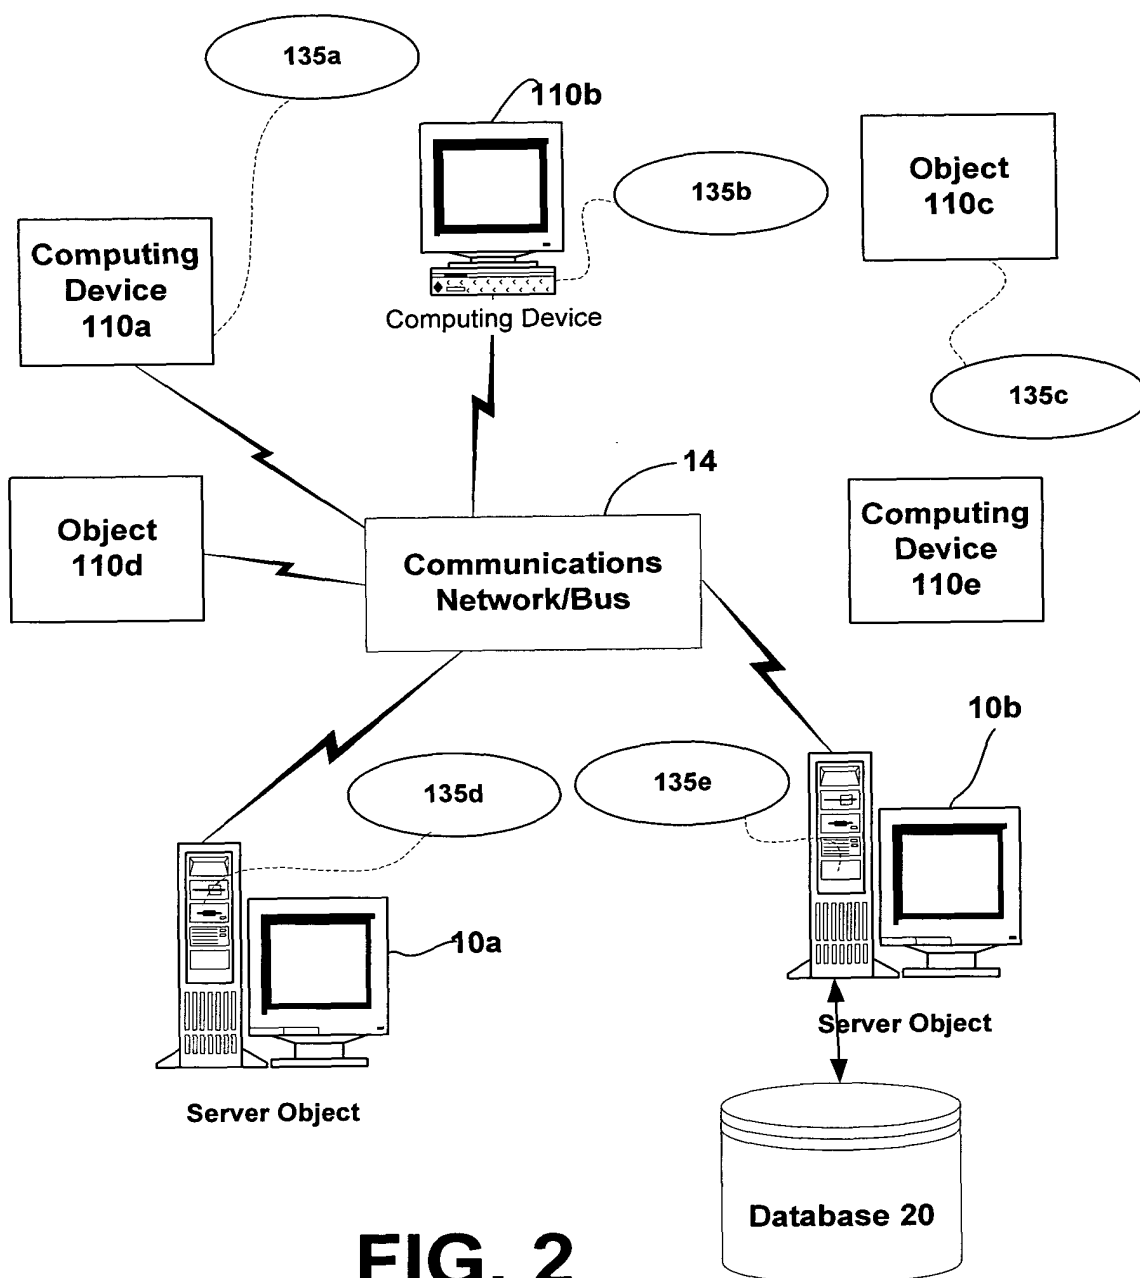 135a
110b
135b
Object
110c
Computing
Device
110a
Computing Device
135c
14
Object
110d
Communications
Network/Bus
Computing
Device
110e
10b
135d
135e
10a
Server Object
Server Object
Database 20
FIG. 2